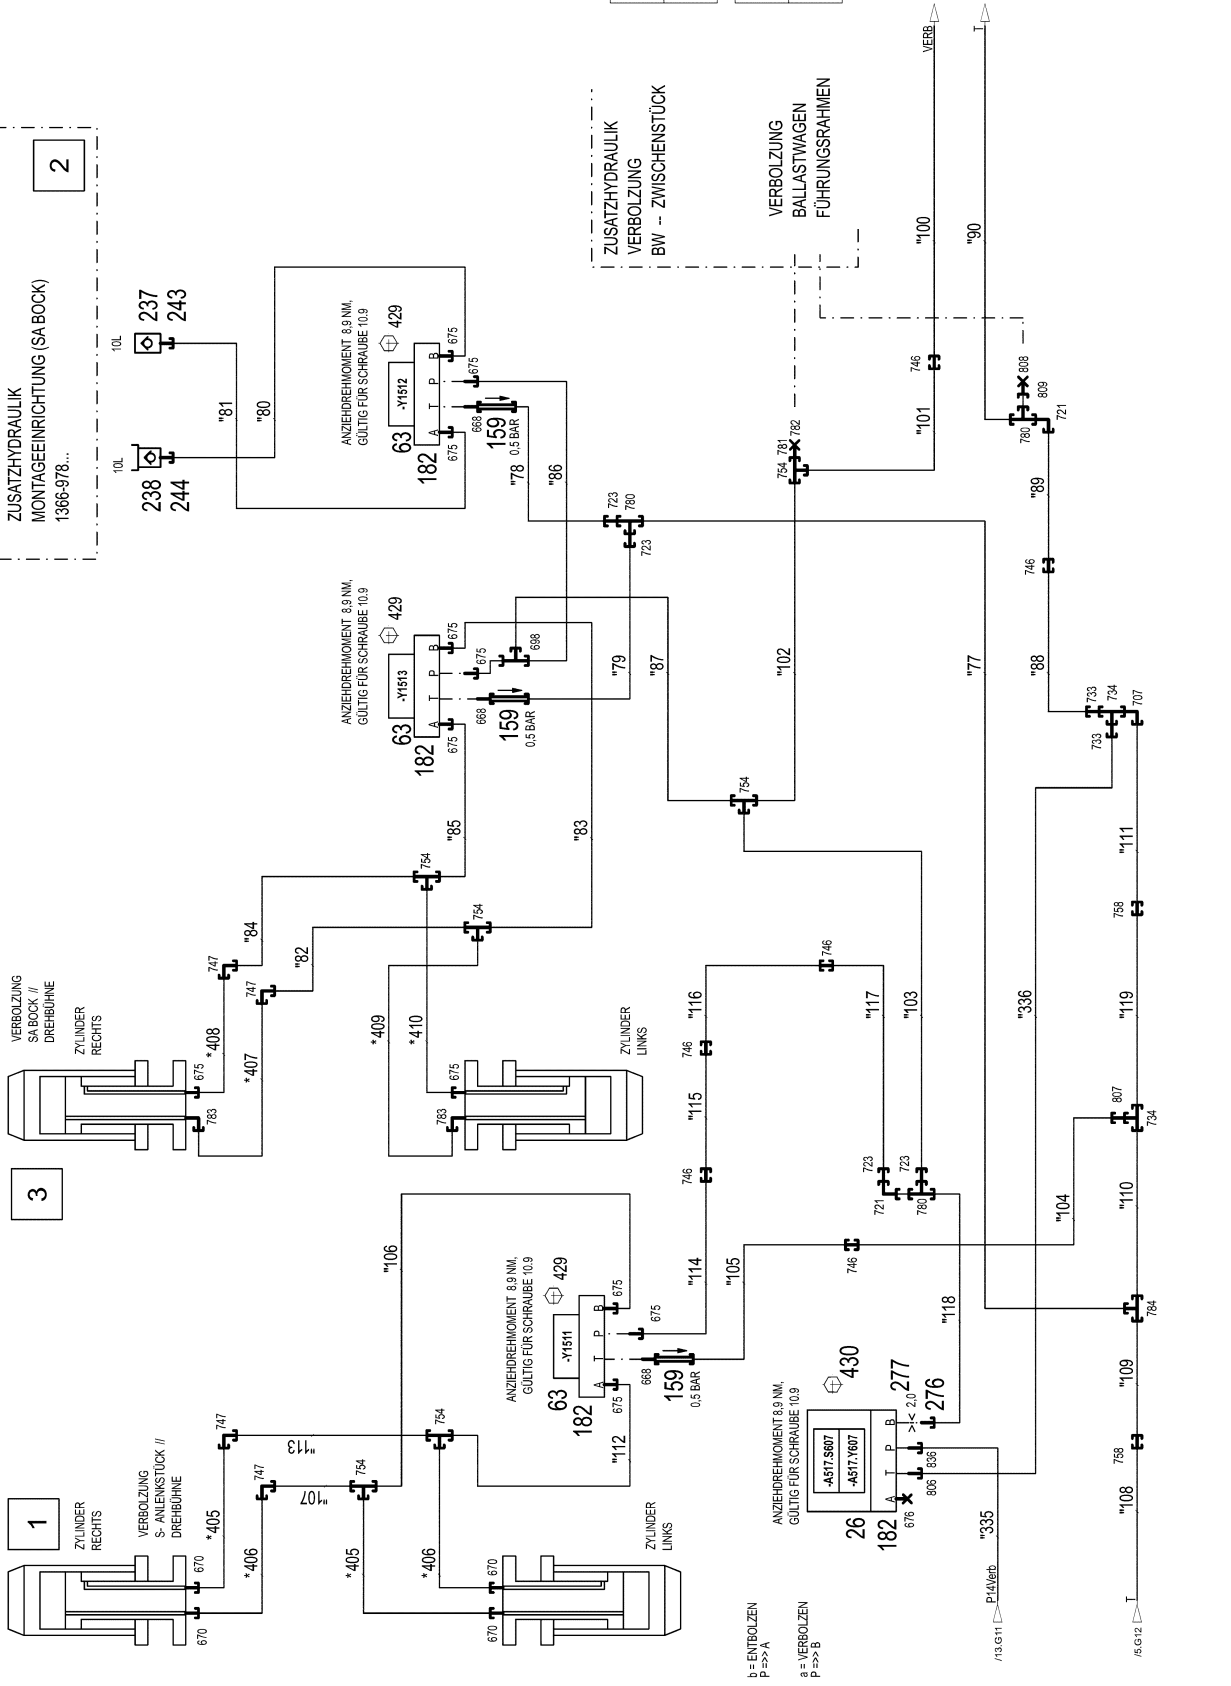 ZUSATZHYDRAULIK
MONTAGEEINRICHTUNG (SA BOCK)
1366-978...
2
10L
237
243
10L
238
244
"81
"80
ANZIEHDREHMOMENT 8,9 NM,
GÜLTIG FÜR SCHRAUBE 10.9
429
-Y1512
A T P B
63
182
675
675
675
668
159
0,5 BAR
"78
"86
ZUSATZHYDRAULIK
VERBOLZUNG
BW -- ZWISCHENSTÜCK
VERBOLZUNG
BALLASTWAGEN
FÜHRUNGSRAHMEN
VERB
T
"100
"90
746
"101
808
809
780
721
754
781
782
"89
746
"88
723
780
723
ANZIEHDREHMOMENT 8,9 NM,
GÜLTIG FÜR SCHRAUBE 10.9
429
-Y1513
A T P B
63
182
675
675
675
668
159
0,5 BAR
698
"79
"87
"102
"77
733
734
707
733
"85
"83
754
754
754
VERBOLZUNG
SA BOCK //
DREHBÜHNE
ZYLINDER
RECHTS
3
747
"84
747
"82
*408
*407
675
783
*409
*410
783
675
ZYLINDER
LINKS
"111
758
"119
"336
746
"116
"117
"103
746
"115
746
723
723
721
780
807
734
"104
"110
"106
ANZIEHDREHMOMENT 8,9 NM,
GÜLTIG FÜR SCHRAUBE 10.9
429
-Y1511
A T P B
63
182
675
675
675
668
159
0,5 BAR
"114
"105
746
"118
784
"109
758
"108
"112
1
ZYLINDER
RECHTS
VERBOLZUNG
S- ANLENKSTÜCK //
DREHBÜHNE
747
"113
747
"107
754
754
*405
*406
*405
*406
670
670
670
670
ZYLINDER
LINKS
ANZIEHDREHMOMENT 8,9 NM,
GÜLTIG FÜR SCHRAUBE 10.9
430
-A517.S607
-A517.Y607
A T P B
26
182
676
806
836
2,0
277
276
"335
P14Verb
/13.G11
T
/5.G12
b = ENTBOLZEN
P =>> A
a = VERBOLZEN
P =>> B